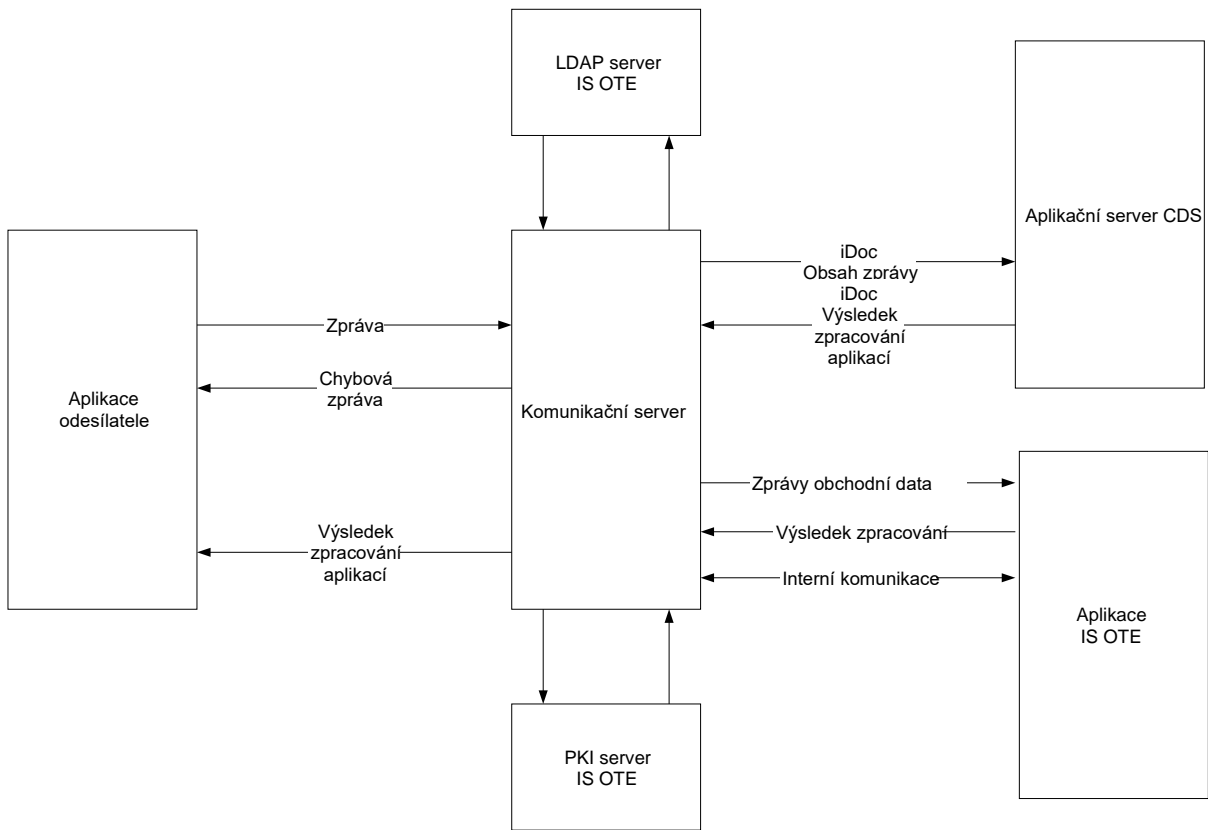 LDAP server
IS OTE
Aplikační server CDS
iDoc
Obsah zprávy
iDoc
Výsledek
zpracování
aplikací
Zpráva
Chybová
zpráva
Aplikace
odesílatele
Komunikační server
Výsledek
zpracování
aplikací
Zprávy obchodní data
Výsledek zpracování
Interní komunikace
Aplikace
IS OTE
PKI server
IS OTE